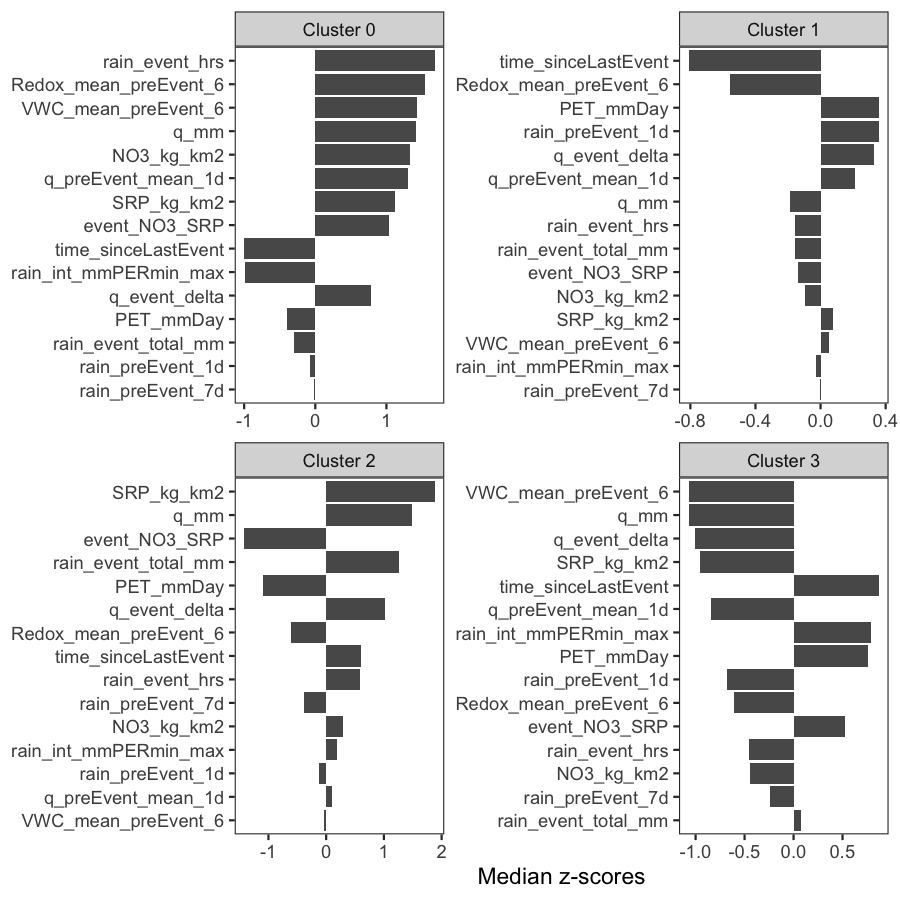 Cluster 0
rain_event_hrs
Redox_mean_preEvent_6
VWC_mean_preEvent_6
q_mm
NO3_kg_km2
q_preEvent_mean_1d
SRP_kg_km2
event_NO3_SRP
time_sinceLastEvent
rain_int_mmPERmin_max
q_event_delta
PET_mmDay
rain_event_total_mm
rain_preEvent_1d
rain_preEvent_7d
-1 0 1
Cluster 1
time_sinceLastEvent
Redox_mean_preEvent_6
PET_mmDay
rain_preEvent_1d
q_event_delta
q_preEvent_mean_1d
q_mm
rain_event_hrs
rain_event_total_mm
event_NO3_SRP
NO3_kg_km2
SRP_kg_km2
VWC_mean_preEvent_6
rain_int_mmPERmin_max
rain_preEvent_7d
-0.8 -0.4 0.0 0.4
Cluster 2
SRP_kg_km2
q_mm
event_NO3_SRP
rain_event_total_mm
PET_mmDay
q_event_delta
Redox_mean_preEvent_6
time_sinceLastEvent
rain_event_hrs
rain_preEvent_7d
NO3_kg_km2
rain_int_mmPERmin_max
rain_preEvent_1d
q_preEvent_mean_1d
VWC_mean_preEvent_6
-1 0 1 2
Cluster 3
VWC_mean_preEvent_6
q_mm
q_event_delta
SRP_kg_km2
time_sinceLastEvent
q_preEvent_mean_1d
rain_int_mmPERmin_max
PET_mmDay
rain_preEvent_1d
Redox_mean_preEvent_6
event_NO3_SRP
rain_event_hrs
NO3_kg_km2
rain_preEvent_7d
rain_event_total_mm
-1.0 -0.5 0.0 0.5
Median z-scores